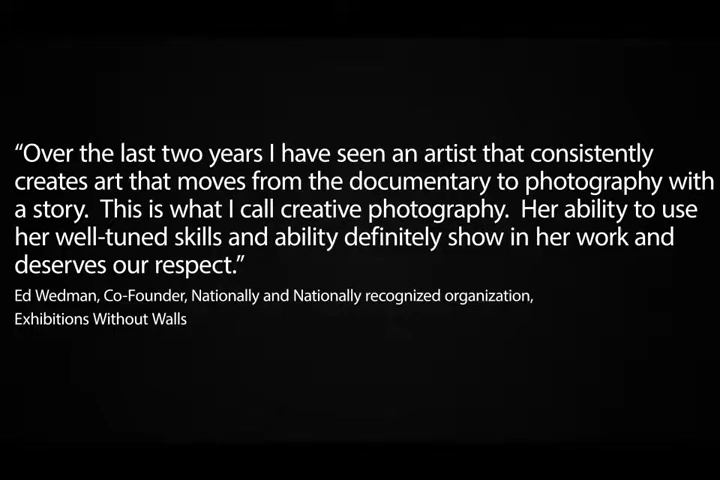 “Over the last two years I have seen an artist that consistently
creates art that moves from the documentary to photography with
a story.  This is what I call creative photography.  Her ability to use
her well-tuned skills and ability definitely show in her work and
deserves our respect.”
Ed Wedman, Co-Founder, Nationally and Nationally recognized organization,
Exhibitions Without Walls